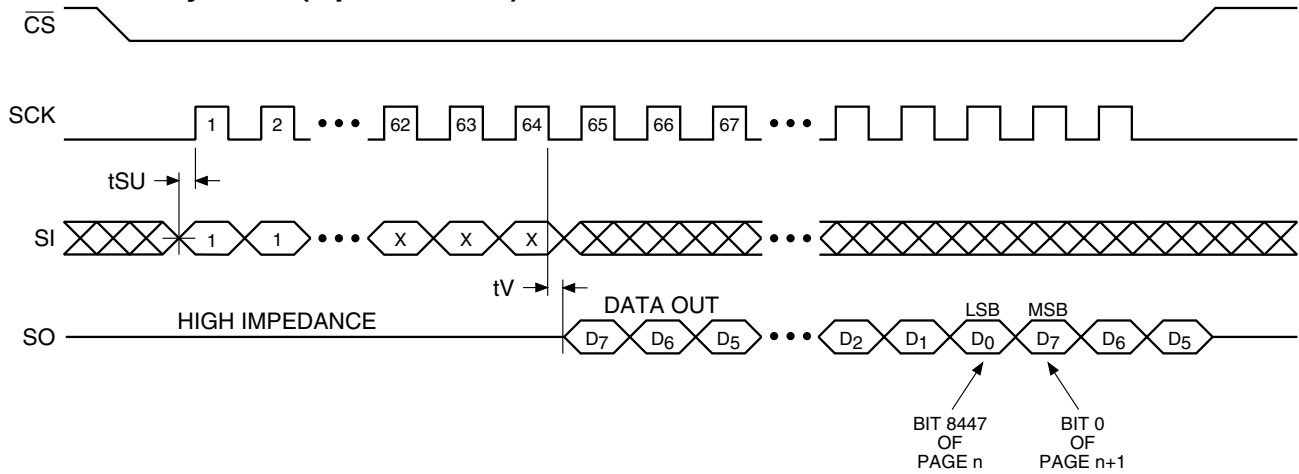 CS
SCK
1 2 62 63 64 65 66 67
tSU
SI
1 1 X X X
tV
DATA OUT
LSB MSB
HIGH IMPEDANCE
SO
D7 D6 D5 D2 D1 D0 D7 D6 D5
BIT 8447
OF
PAGE n
BIT 0
OF
PAGE n+1